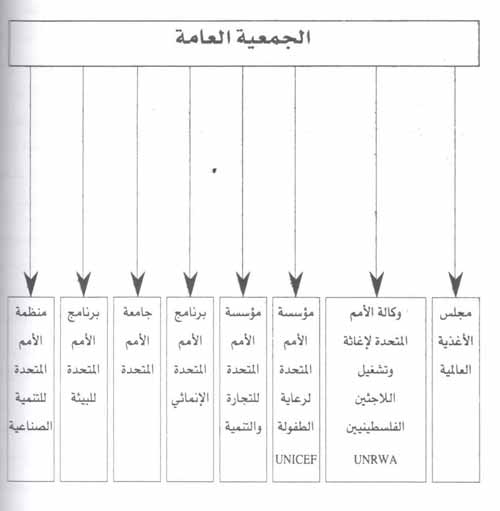 الجمعية العامة
مجلس
الأغذية
العالمية
وكالة الأمم
المتحدة لإغاثة
وتشغيل
اللاجئين
الفلسطينيين
UNRWA
مؤسسة
الأمم
المتحدة
لرعاية
الطفولة
UNICEF
مؤسسة
الأمم
المتحدة
للتجارة
والتنمية
برنامج
الأمم
المتحدة
الإنمائي
جامعة
الأمم
المتحدة
برنامج
الأمم
المتحدة
للبيئة
منظمة
الأمم
المتحدة
للتنمية
الصناعية